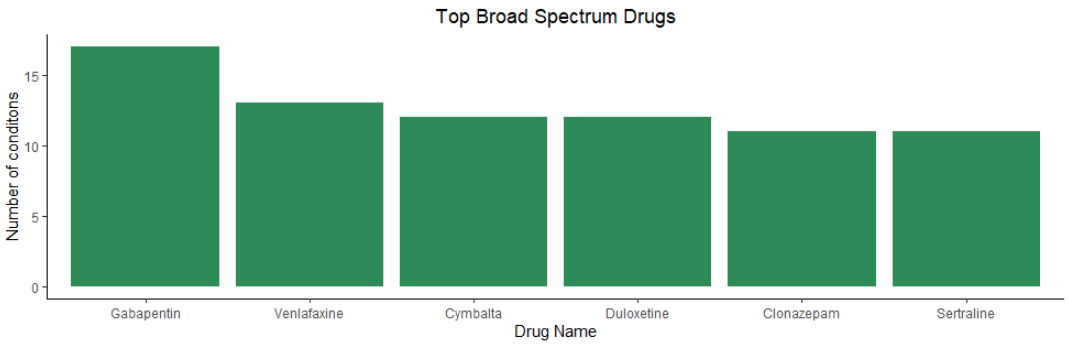 Top Broad Spectrum Drugs
Number of conditons
15
10
5
0
Gabapentin Venlafaxine Cymbalta Duloxetine Clonazepam Sertraline
Drug Name